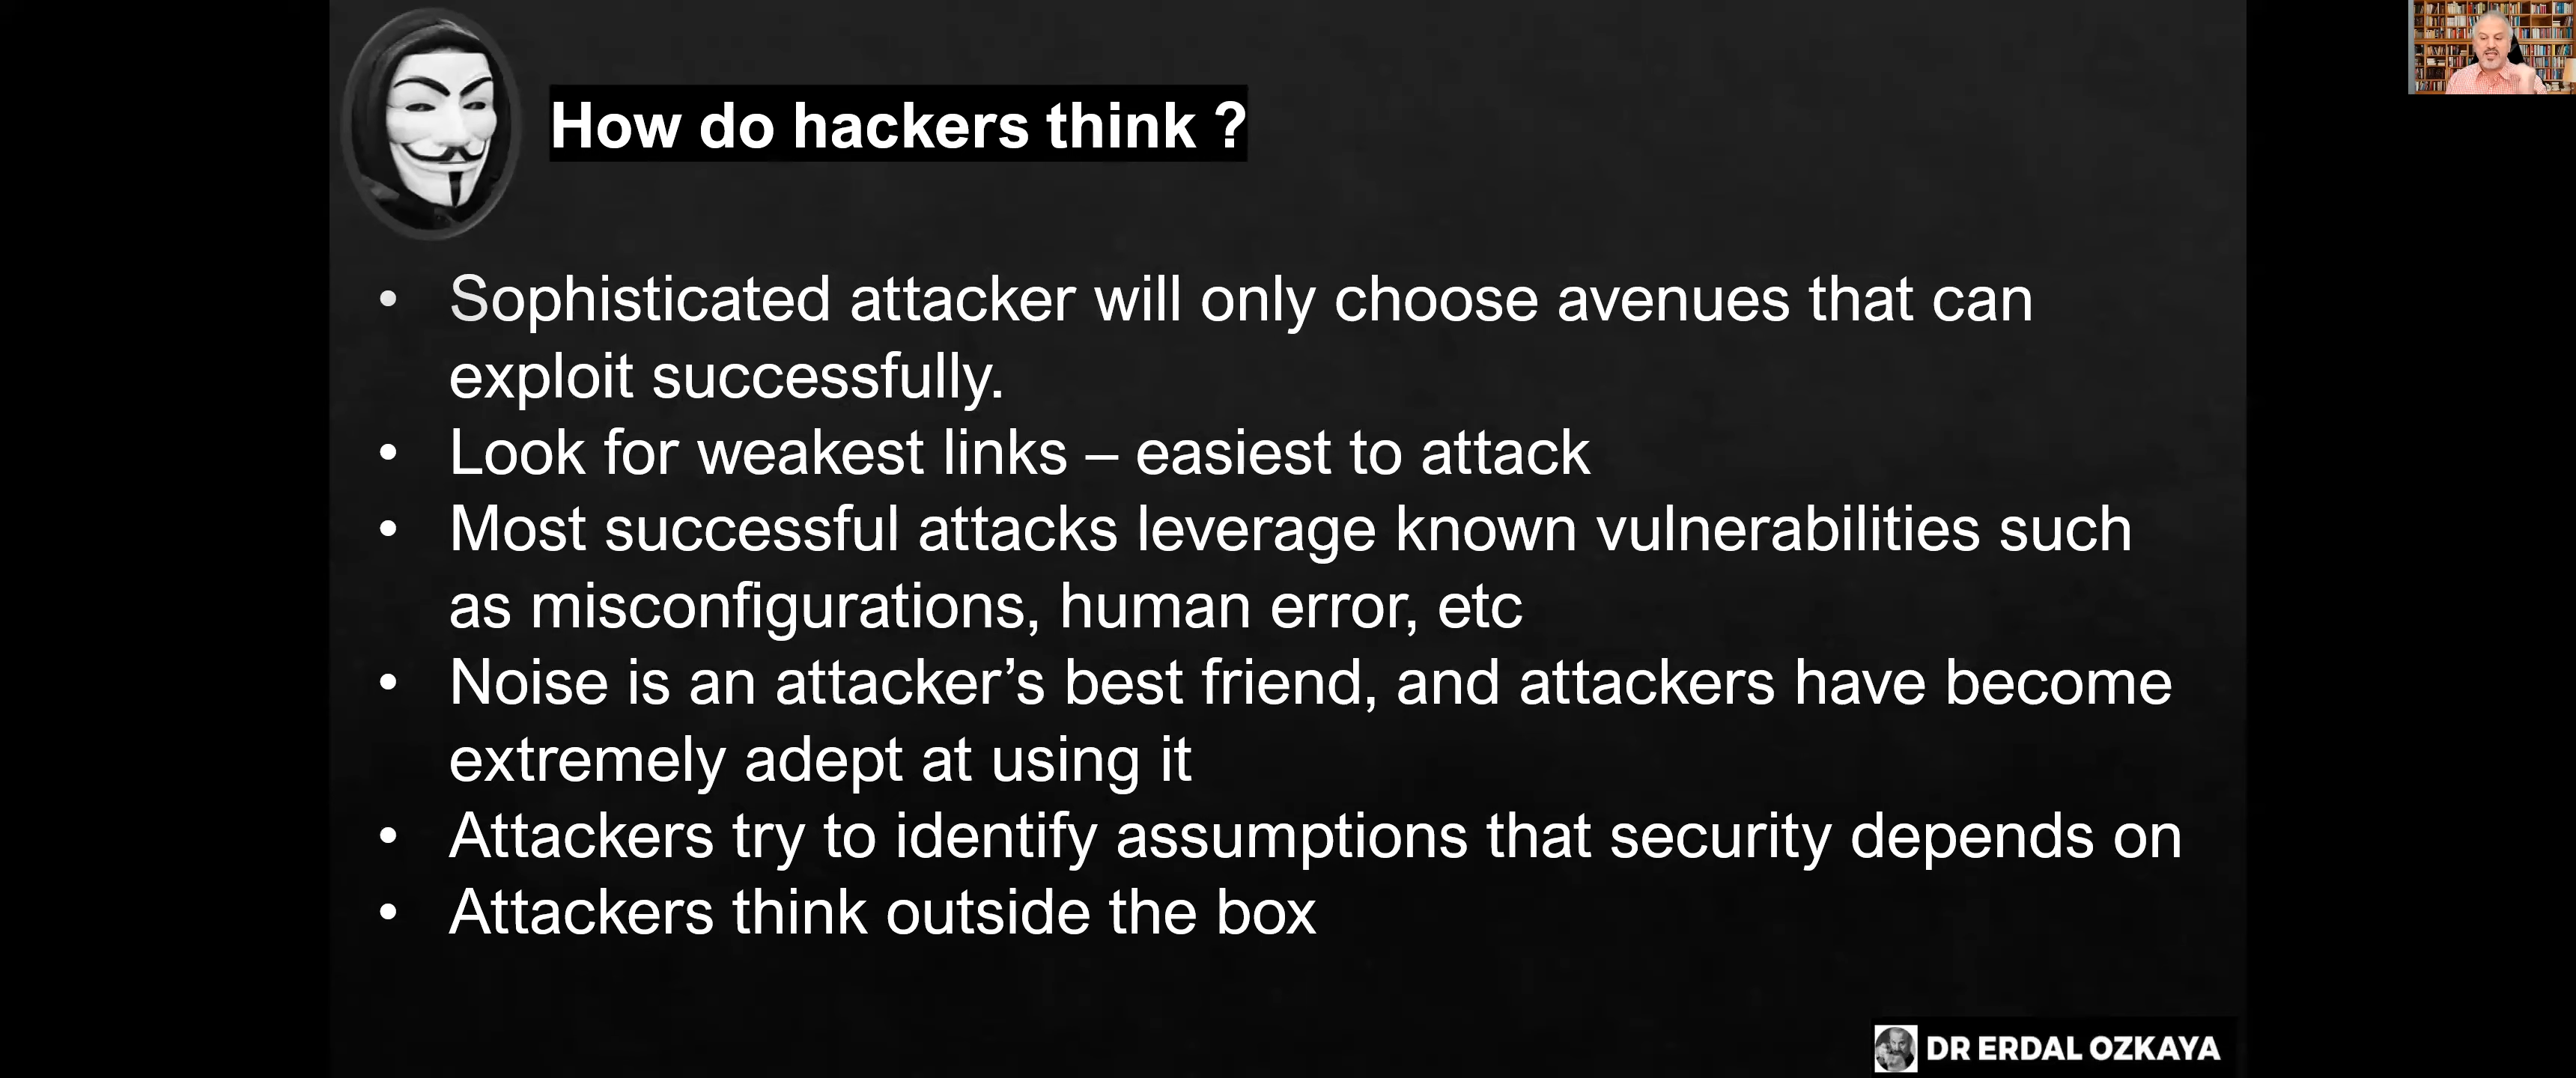 How do hackers think ?
• Sophisticated attacker will only choose avenues that can
exploit successfully.
• Look for weakest links – easiest to attack
• Most successful attacks leverage known vulnerabilities such
as misconfigurations, human error, etc
• Noise is an attacker’s best friend, and attackers have become
extremely adept at using it
• Attackers try to identify assumptions that security depends on
• Attackers think outside the box
DR ERDAL OZKAYA